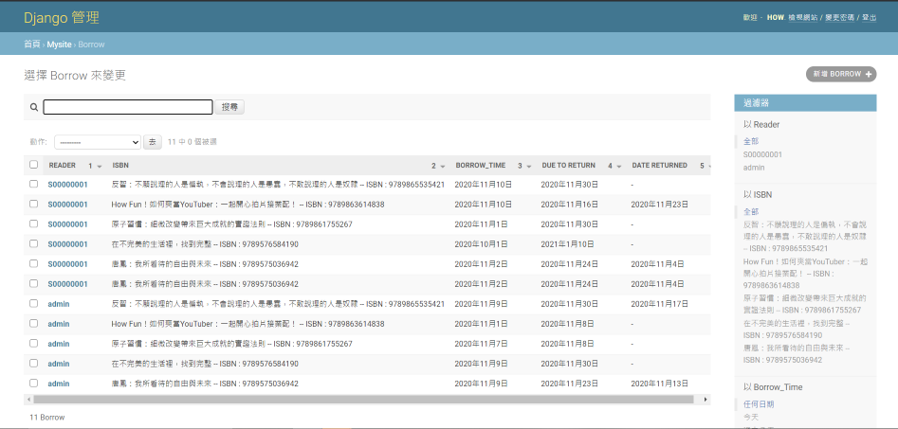 Django 管理
歡迎，HOW. 檢視網站 / 變更密碼 / 登出
首頁 › Mysite › Borrow
選擇 Borrow 來變更
新增 BORROW +
搜尋
動作: --------- 去 11 中 0 個被選
READER 1 ISBN 2 BORROW_TIME 3 DUE TO RETURN 4 DATE RETURNED 5
S00000001 反智：不願說理的人是偏執，不會說理的人是愚蠢，不敢說理的人是奴隸 – ISBN : 9789865535421 2020年11月10日 2020年11月30日 -
S00000001 How Fun！如何爽當YouTuber：一起開心拍片接業配！ – ISBN : 9789863614838 2020年11月10日 2020年11月16日 2020年11月23日
S00000001 原子習慣：細微改變帶來巨大成就的實證法則 – ISBN : 9789861755267 2020年11月1日 2020年11月30日 -
S00000001 在不完美的生活裡，找到完整 – ISBN : 9789576584190 2020年10月1日 2021年1月10日 -
S00000001 唐鳳：我所看待的自由與未來 – ISBN : 9789575036942 2020年11月2日 2020年11月24日 2020年11月4日
S00000001 唐鳳：我所看待的自由與未來 – ISBN : 9789575036942 2020年11月2日 2020年11月24日 2020年11月4日
admin 反智：不願說理的人是偏執，不會說理的人是愚蠢，不敢說理的人是奴隸 – ISBN : 9789865535421 2020年11月9日 2020年11月30日 2020年11月17日
admin How Fun！如何爽當YouTuber：一起開心拍片接業配！ – ISBN : 9789863614838 2020年11月1日 2020年11月8日 -
admin 原子習慣：細微改變帶來巨大成就的實證法則 – ISBN : 9789861755267 2020年11月7日 2020年11月8日 -
admin 在不完美的生活裡，找到完整 – ISBN : 9789576584190 2020年11月9日 2020年11月30日 -
admin 唐鳳：我所看待的自由與未來 – ISBN : 9789575036942 2020年11月9日 2020年11月23日 2020年11月13日
11 Borrow
過濾器
以 Reader
全部
S00000001
admin
以 ISBN
全部
反智：不願說理的人是偏執，不會說
理的人是愚蠢，不敢說理的人是奴隸
– ISBN : 9789865535421
How Fun！如何爽當YouTuber：一起
開心拍片接業配！ – ISBN :
9789863614838
原子習慣：細微改變帶來巨大成就的
實證法則 – ISBN : 9789861755267
在不完美的生活裡，找到完整 –
ISBN : 9789576584190
唐鳳：我所看待的自由與未來 –
ISBN : 9789575036942
以 Borrow_Time
任何日期
今天